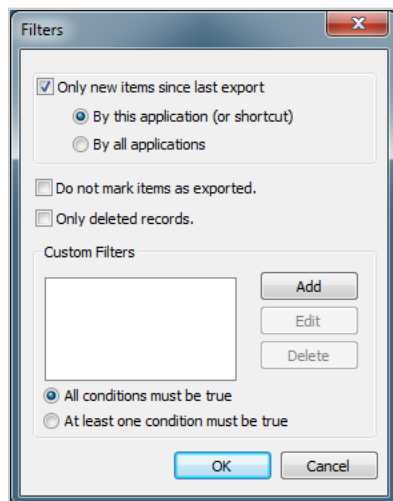 Filters
Only new items since last export
By this application (or shortcut)
By all applications
Do not mark items as exported.
Only deleted records.
Custom Filters
Add
Edit
Delete
All conditions must be true
At least one condition must be true
OK
Cancel